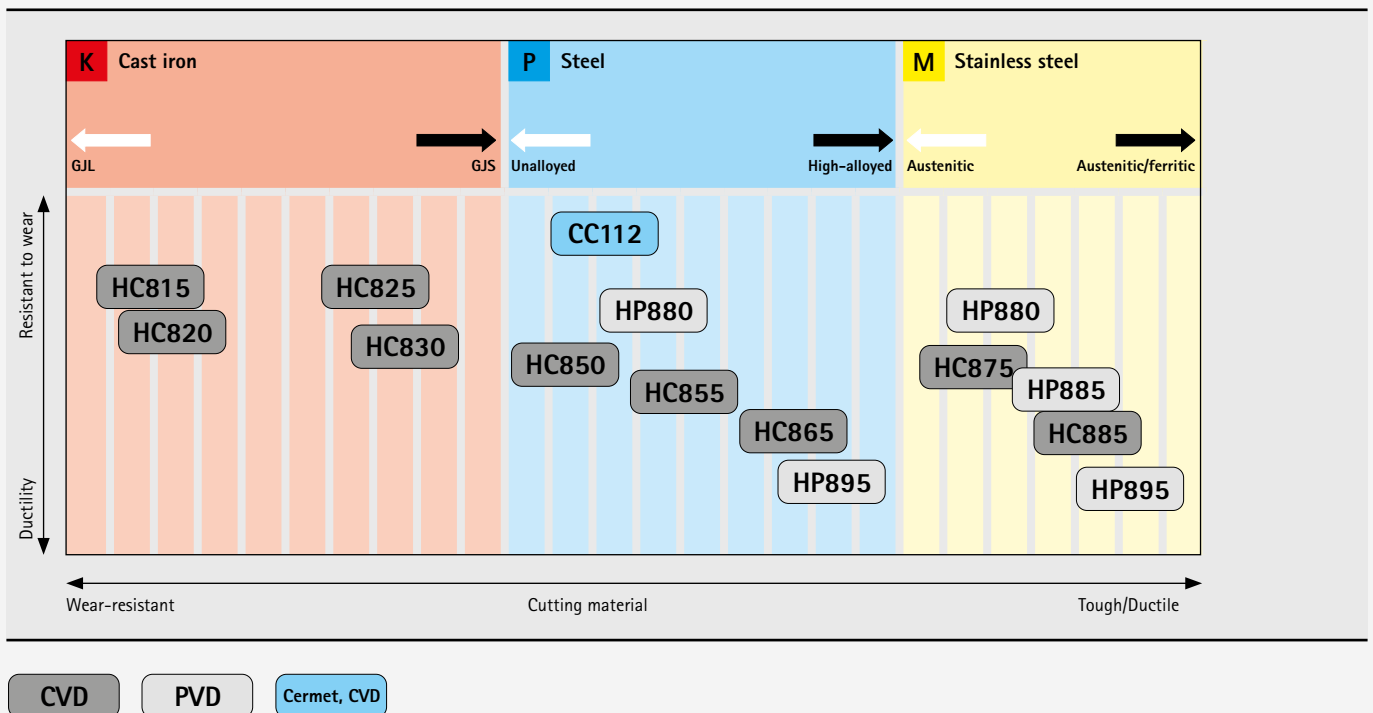 K Cast iron
P Steel
M Stainless steel
GJL
GJS
Unalloyed
High-alloyed
Austenitic
Austenitic/ferritic
Resistant to wear
Ductility
CC112
HC815
HC825
HP880
HP880
HC820
HC830
HC850
HC875
HC855
HP885
HC865
HC885
HP895
HP895
Wear-resistant
Cutting material
Tough/Ductile
CVD
PVD
Cermet, CVD